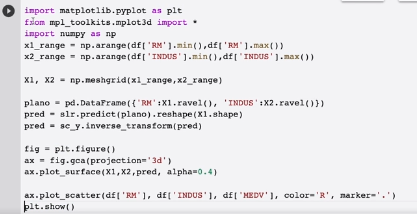 import matplotlib.pyplot as plt
from mpl_toolkits.mplot3d import *
import numpy as np
x1_range = np.arange(df['RM'].min(),df['RM'].max())
x2_range = np.arange(df['INDUS'].min(),df['INDUS'].max())
X1, X2 = np.meshgrid(x1_range,x2_range)
plano = pd.DataFrame({'RM':X1.ravel(), 'INDUS':X2.ravel()})
pred = slr.predict(plano).reshape(X1.shape)
pred = sc_y.inverse_transform(pred)
fig = plt.figure()
ax = fig.gca(projection='3d')
ax.plot_surface(X1,X2,pred, alpha=0.4)
ax.plot_scatter(df['RM'], df['INDUS'], df['MEDV'], color='R', marker='.')
plt.show()